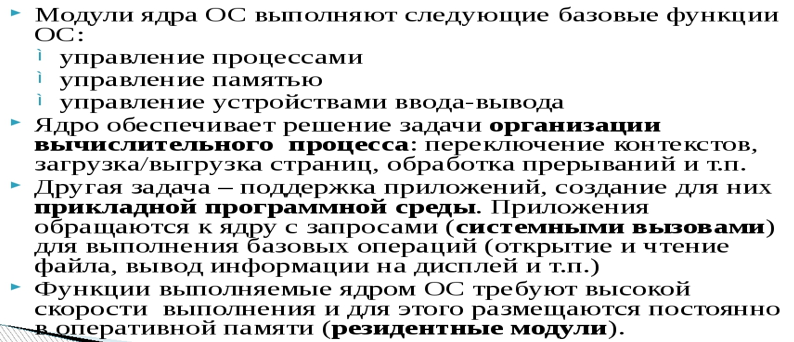 Модули ядра ОС выполняют следующие базовые функции
ОС:
управление процессами
управление памятью
управление устройствами ввода-вывода
Ядро обеспечивает решение задачи организации
вычислительного процесса: переключение контекстов,
загрузка/выгрузка страниц, обработка прерываний и т.п.
Другая задача – поддержка приложений, создание для них
прикладной программной среды. Приложения
обращаются к ядру с запросами (системными вызовами)
для выполнения базовых операций (открытие и чтение
файла, вывод информации на дисплей и т.п.)
Функции выполняемые ядром ОС требуют высокой
скорости выполнения и для этого размещаются постоянно
в оперативной памяти (резидентные модули).